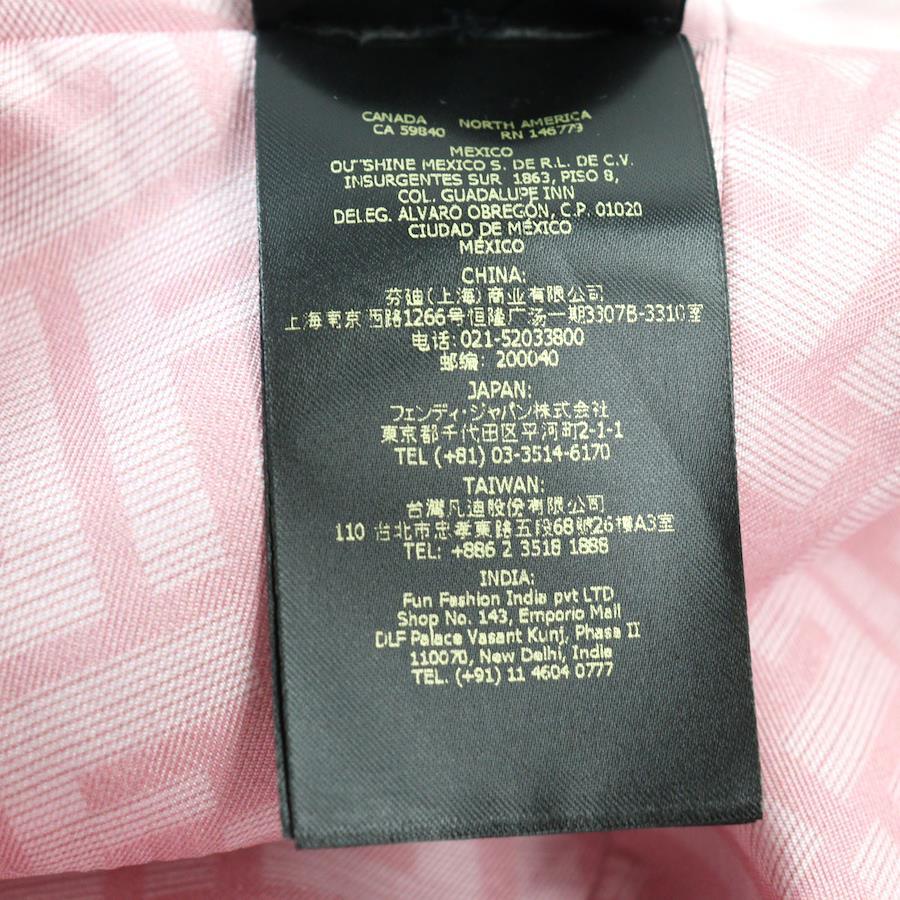 CANADA NORTH AMERICA
CA 59840 RN 146779
MEXICO
OUTSHINE MEXICO S. DE R.L. DE C.V.
INSURGENTES SUR 1863, PISO 8,
COL. GUADALUPE INN
DELEG. ALVARO OBREGÓN, C.P. 01020
CIUDAD DE MÉXICO
MÉXICO
CHINA:
芬迪(上海)商业有限公司
上海南京西路1266号恒隆广场一期3307B-3310室
电话:021-52033800
邮编: 200040
JAPAN:
フェンディ・ジャパン株式会社
東京都千代田区平河町2-1-1
TEL (+81) 03-3514-6170
TAIWAN:
台灣凡迪股份有限公司
110 台北市忠孝東路五段68號26樓A3室
TEL: +886 2 3518 1888
INDIA:
Fun Fashion India pvt LTD
Shop No. 143, Emporio Mall
DLF Palace Vasant Kunj, Phase II
110070, New Delhi, India
TEL. (+91) 11 4604 0777